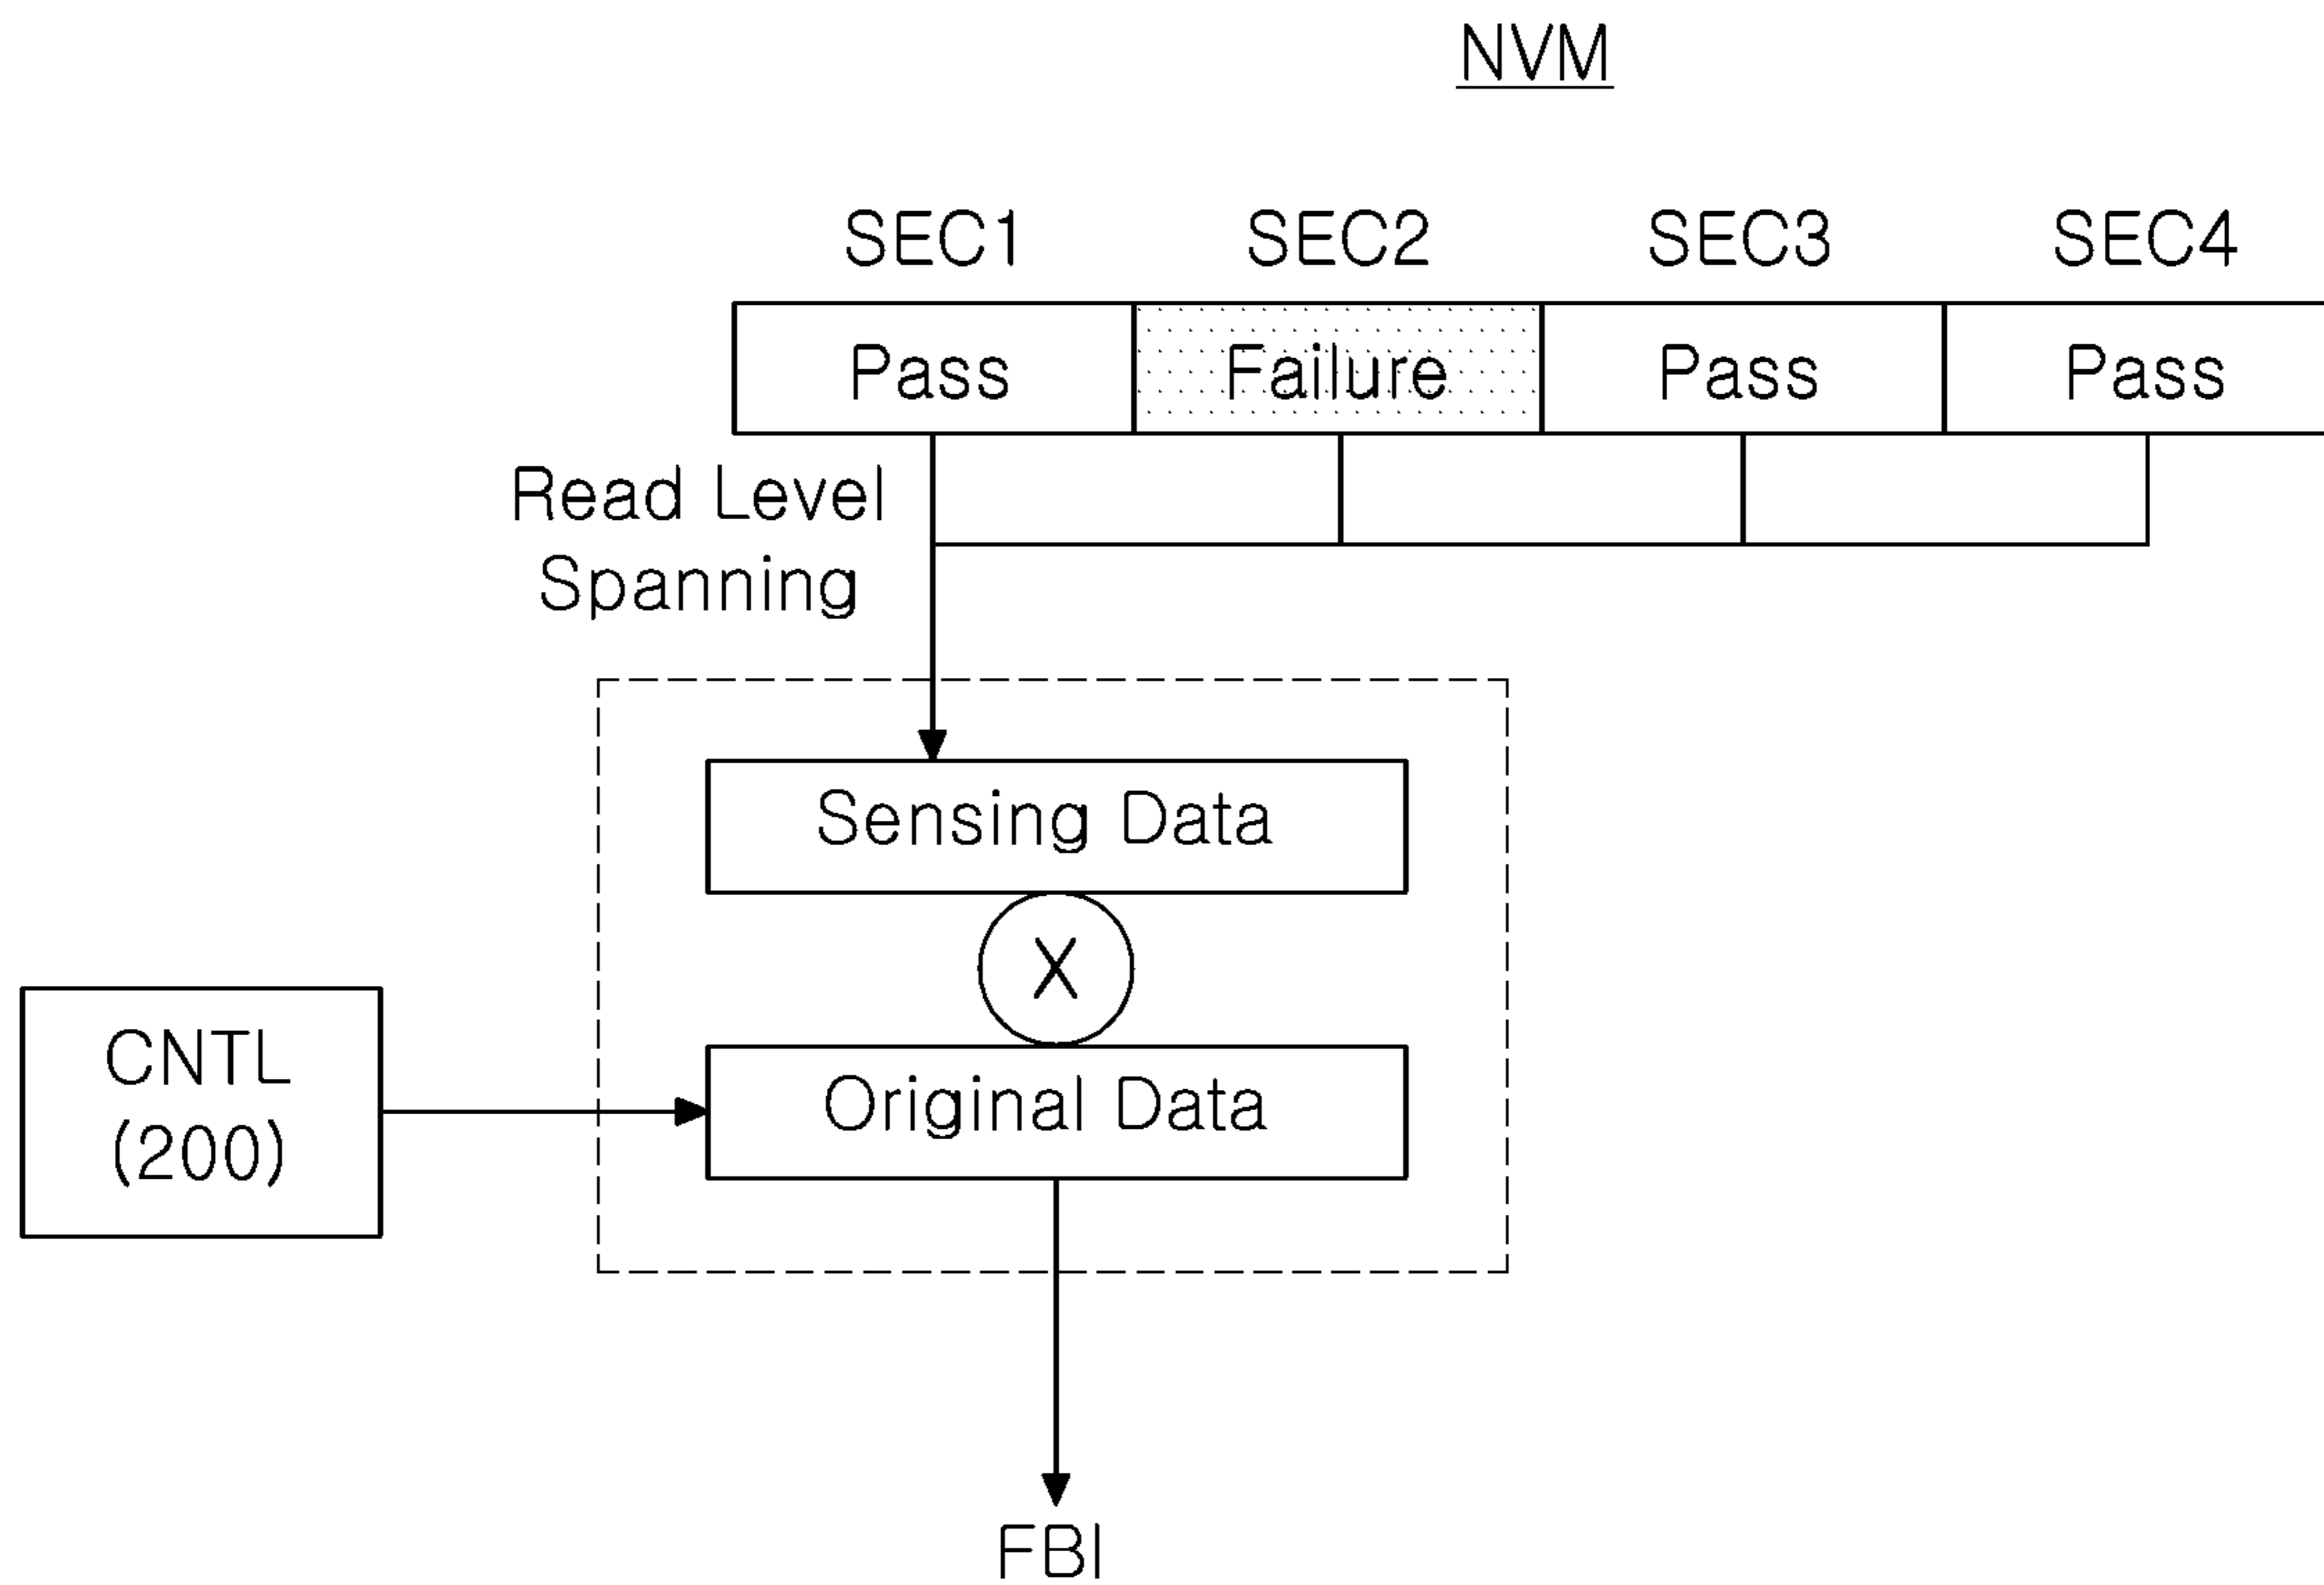 NVM
SEC1 SEC2 SEC3 SEC4
Pass Failure Pass Pass
Read Level
Spanning
Sensing Data
X
CNTL
(200)
Original Data
FBI